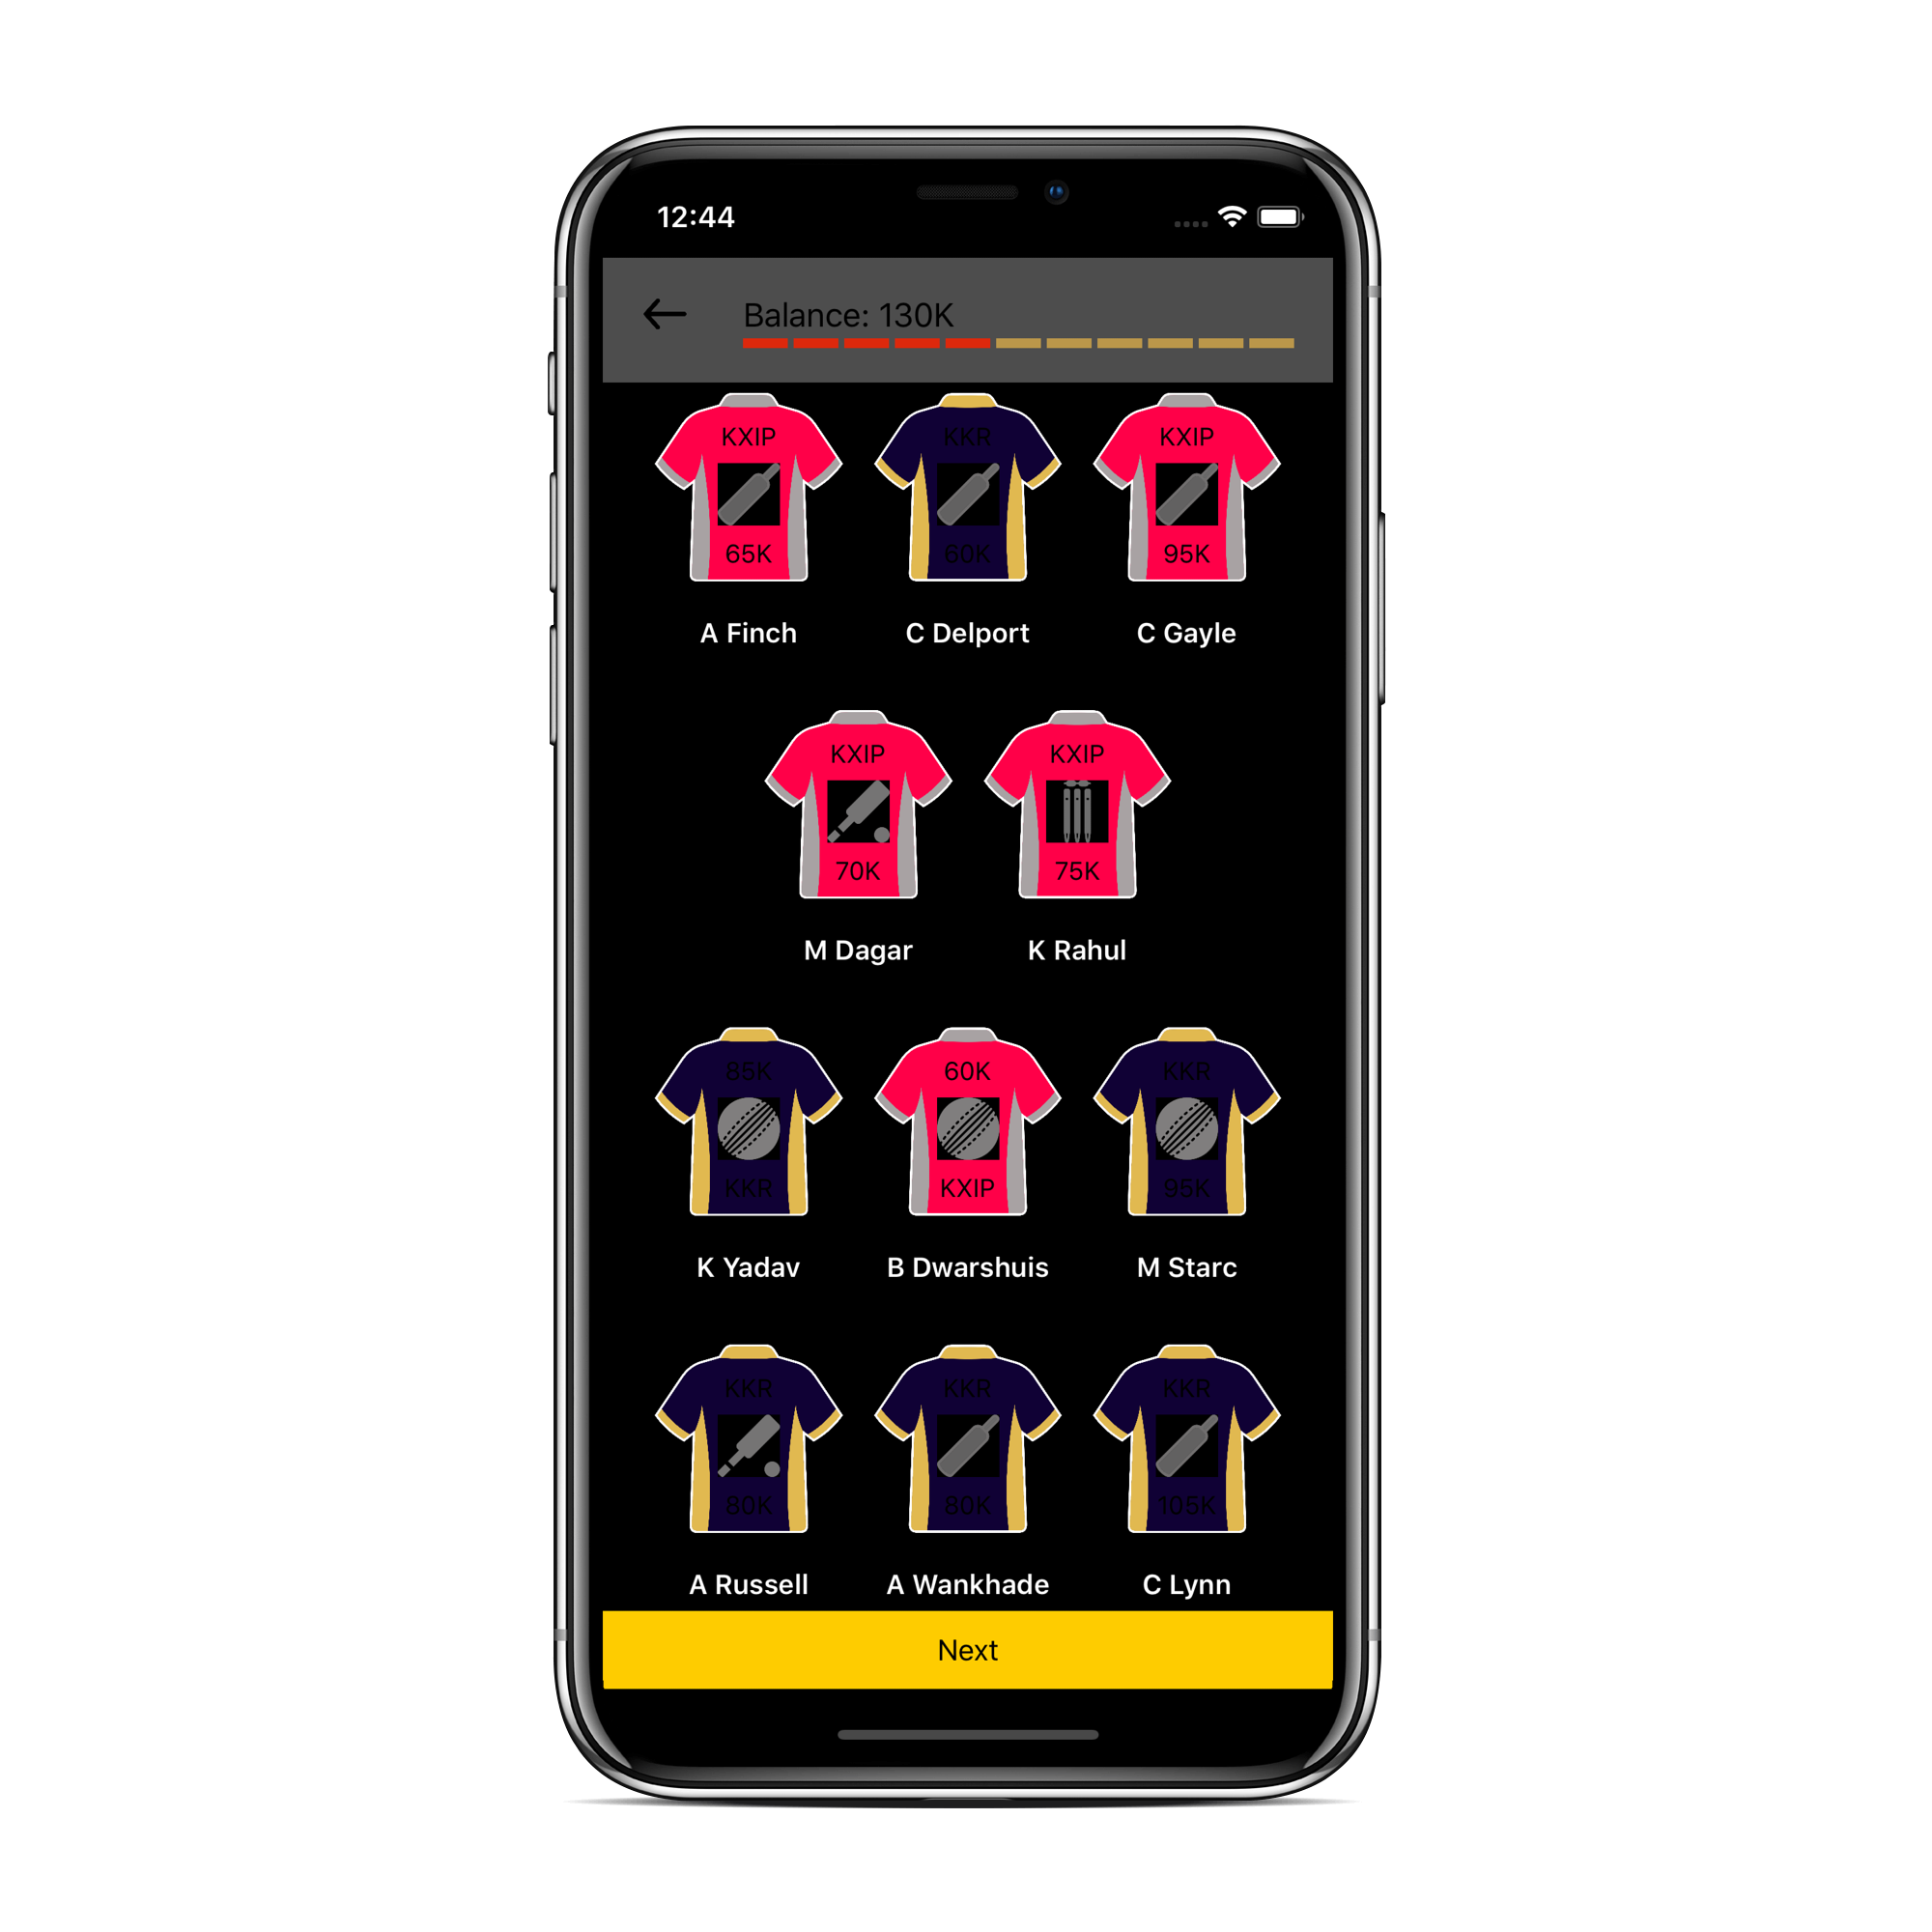 12:44
Balance: 130K
KXIP KKR KXIP
65K 60K 95K
A Finch C Delport C Gayle
KXIP KXIP
70K 75K
M Dagar K Rahul
85K 60K KKR
KKR KXIP 95K
K Yadav B Dwarshuis M Starc
KKR KKR KKR
80K 80K 105K
A Russell A Wankhade C Lynn
Next